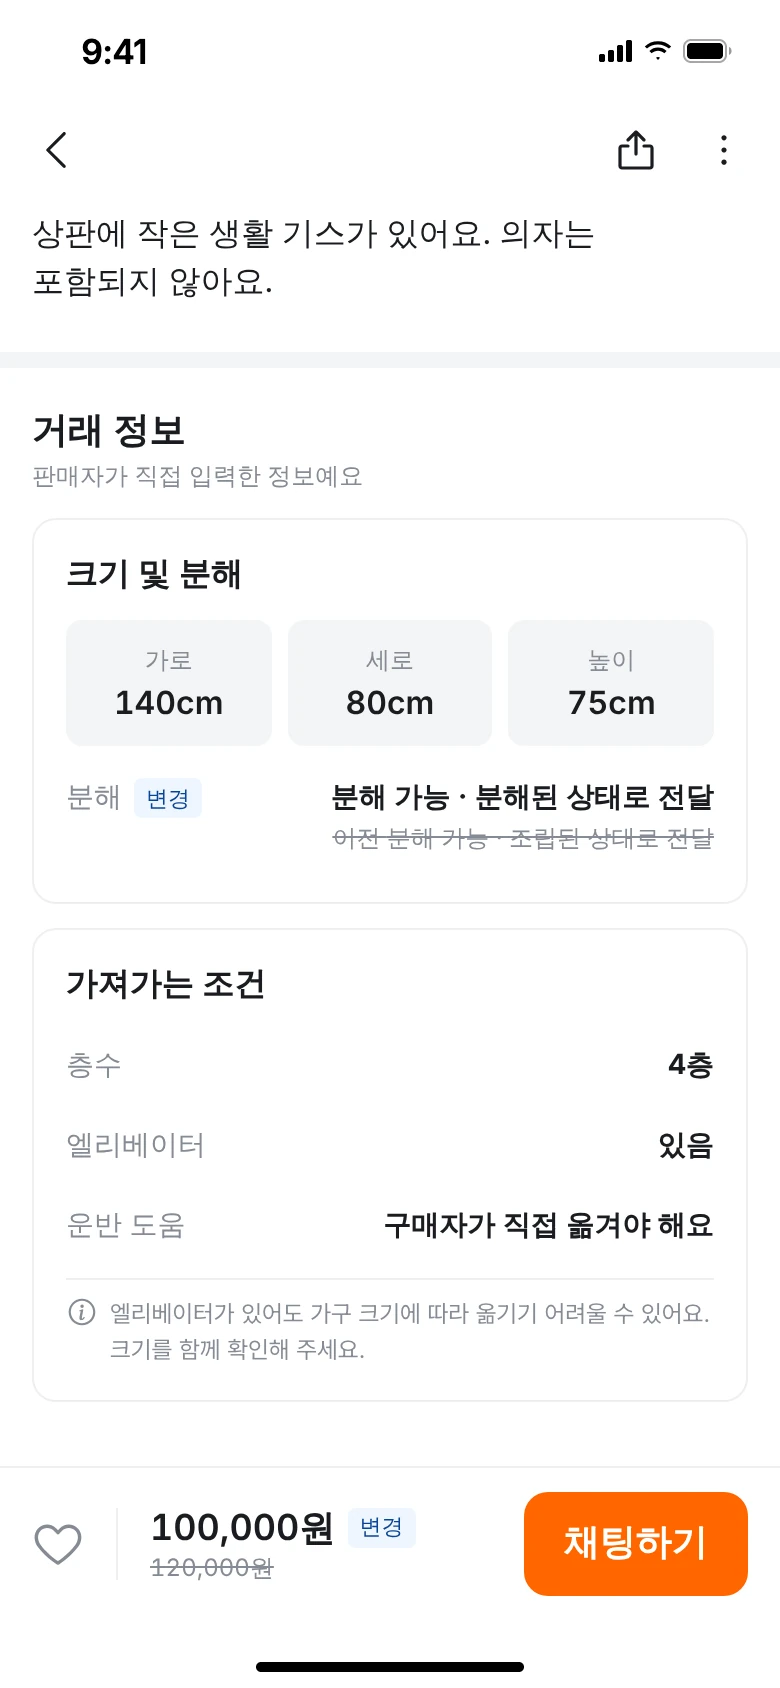 9:41
상판에 작은 생활 기스가 있어요. 의자는
포함되지 않아요.
거래 정보
판매자가 직접 입력한 정보예요
크기 및 분해
가로 세로 높이
140cm 80cm 75cm
분해 변경 분해 가능 · 분해된 상태로 전달
이전 분해 가능 · 조립된 상태로 전달
가져가는 조건
층수 4층
엘리베이터 있음
운반 도움 구매자가 직접 옮겨야 해요
엘리베이터가 있어도 가구 크기에 따라 옮기기 어려울 수 있어요.
크기를 함께 확인해 주세요.
100,000원 변경
120,000원
채팅하기